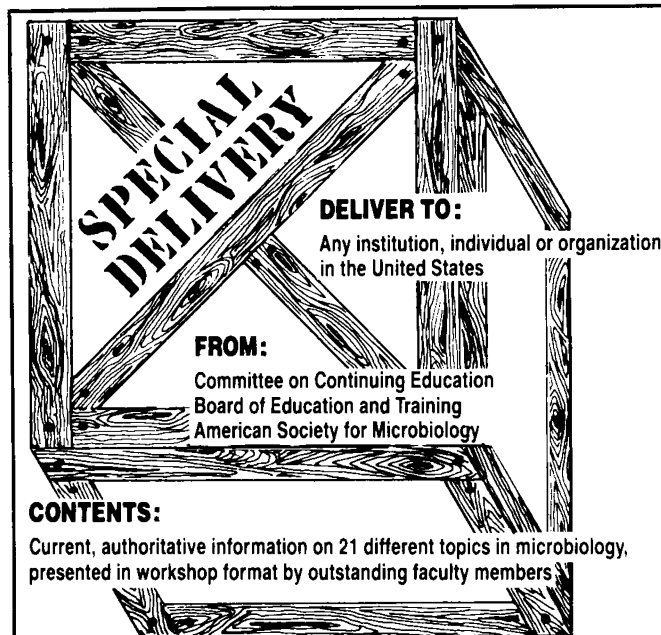 SPECIAL
DELIVERY
DELIVER TO:
Any institution, individual or organization
in the United States
FROM:
Committee on Continuing Education
Board of Education and Training
American Society for Microbiology
CONTENTS:
Current, authoritative information on 21 different topics in microbiology,
presented in workshop format by outstanding faculty members